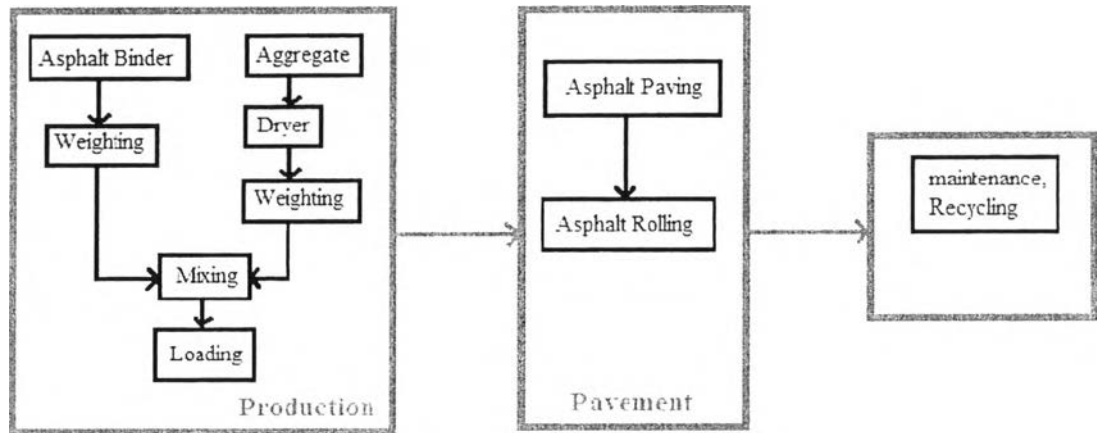 Asphalt Binder
Weighting
Aggregate
Dryer
Weighting
Mixing
Loading
Production
Asphalt Paving
Asphalt Rolling
Pavement
maintenance,
Recycling